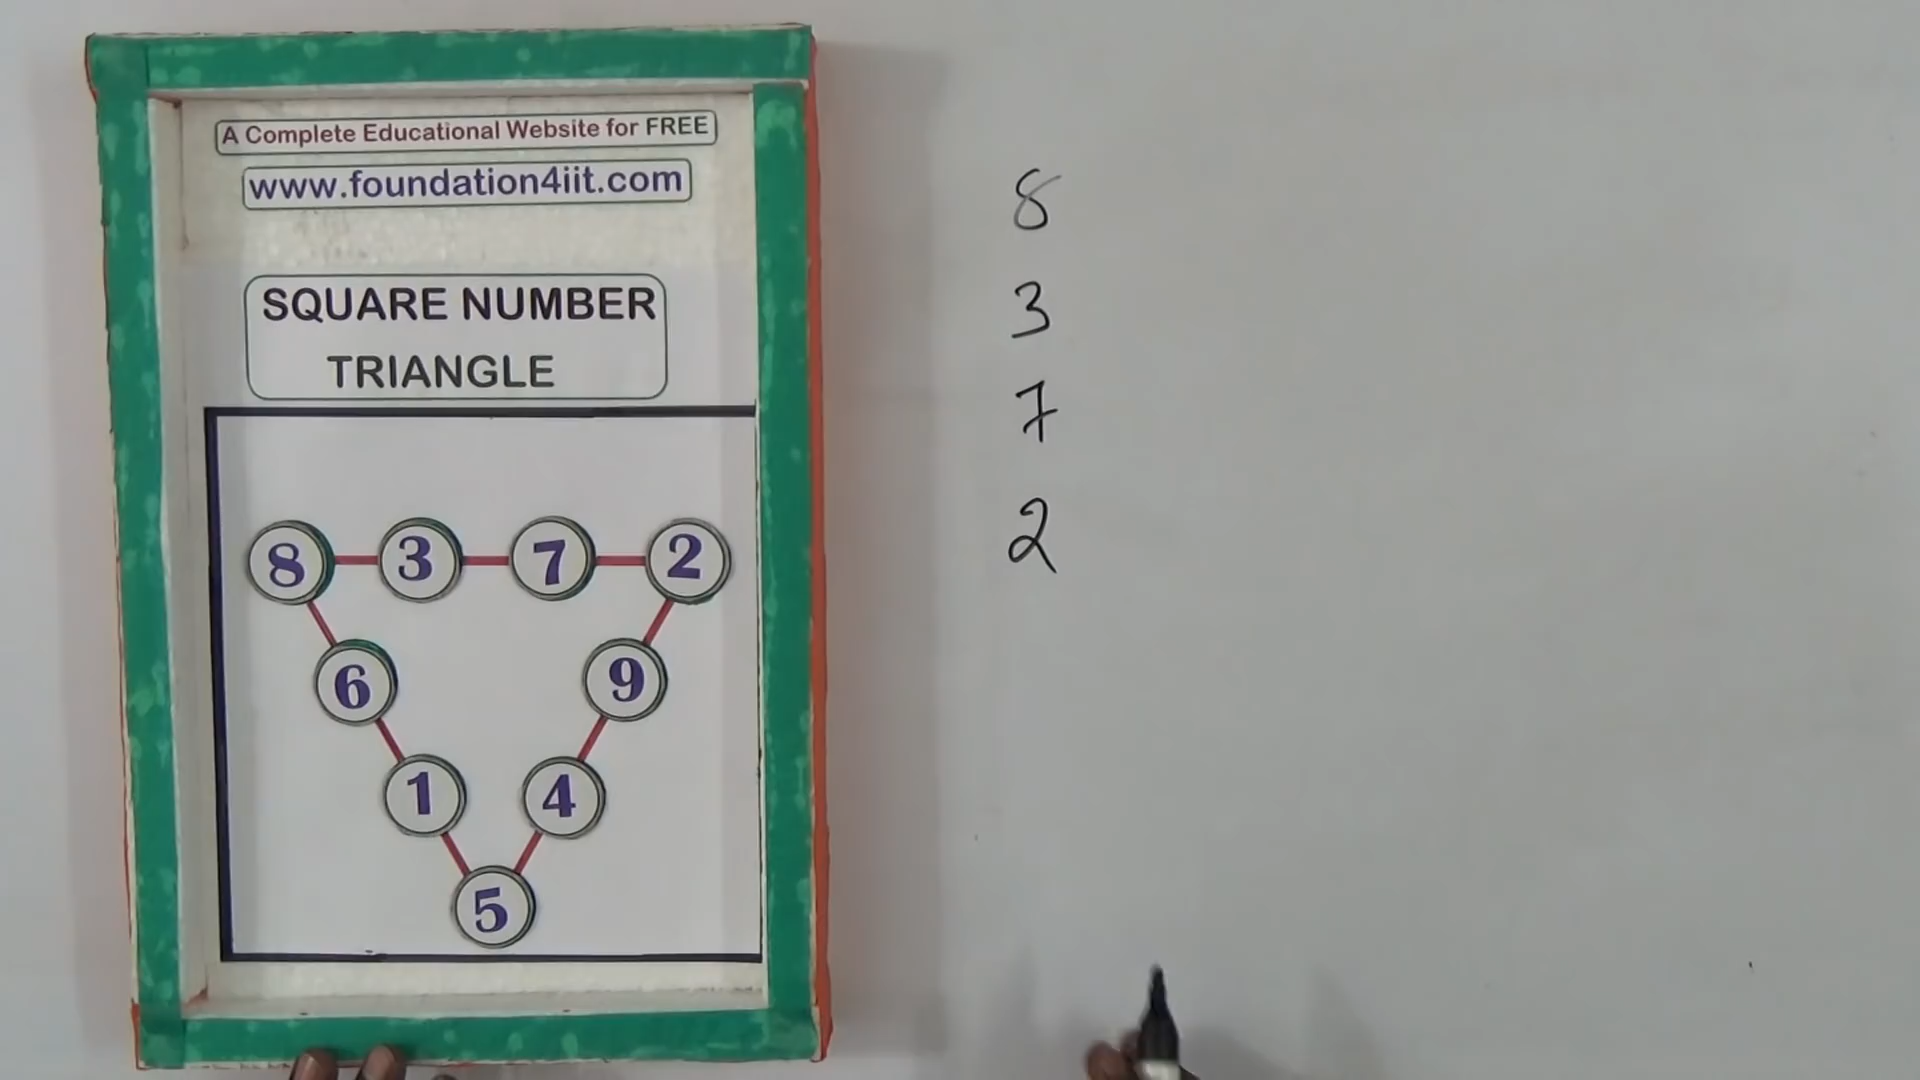 A Complete Educational Website for FREE
www.foundation4iit.com
SQUARE NUMBER
TRIANGLE
8 3 7 2
6 9
1 4
5
8
3
7
2